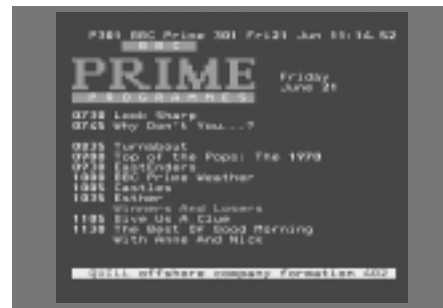 P301 BBC Prime 301 Fri21 Jun 11:14.52
BBC
PRIME
PROGRAMMES
Friday
June 21
0730 Look Sharp
0745 Why Don't You...?
0835 Turnabout
0900 Top of the Pops: The 1970
0930 EastEnders
1000 BBC Prime Weather
1005 Castles
1035 Esther
Winners And Losers
1105 Give Us A Clue
1130 The Best Of Good Morning
With Anne And Nick
QUILL offshore company formation 602